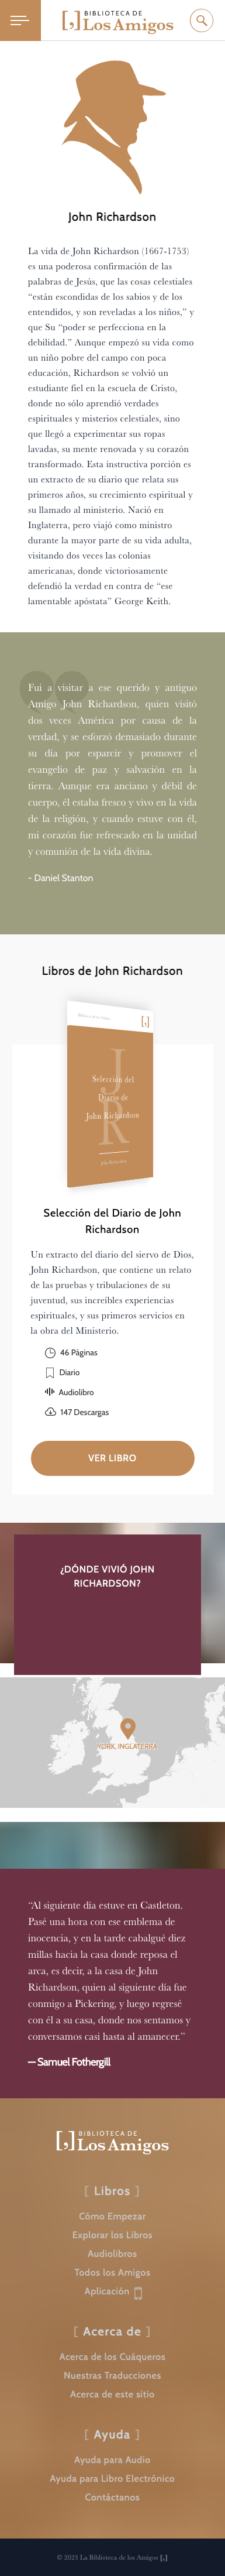 BIBLIOTECA DE
[,] Los Amigos
John Richardson
La vida de John Richardson (1667-1753)
es una poderosa confirmación de las
palabras de Jesús, que las cosas celestiales
“están escondidas de los sabios y de los
entendidos, y son reveladas a los niños,” y
que Su “poder se perfecciona en la
debilidad.” Aunque empezó su vida como
un niño pobre del campo con poca
educación, Richardson se volvió un
estudiante fiel en la escuela de Cristo,
donde no sólo aprendió verdades
espirituales y misterios celestiales, sino
que llegó a experimentar sus ropas
lavadas, su mente renovada y su corazón
transformado. Esta instructiva porción es
un extracto de su diario que relata sus
primeros años, su crecimiento espiritual y
su llamado al ministerio. Nació en
Inglaterra, pero viajó como ministro
durante la mayor parte de su vida adulta,
visitando dos veces las colonias
americanas, donde victoriosamente
defendió la verdad en contra de “ese
lamentable apóstata” George Keith.
Fui a visitar a ese querido y antiguo
Amigo John Richardson, quien visitó
dos veces América por causa de la
verdad, y se esforzó demasiado durante
su día por esparcir y promover el
evangelio de paz y salvación en la
tierra. Aunque era anciano y débil de
cuerpo, él estaba fresco y vivo en la vida
de la religión, y cuando estuve con él,
mi corazón fue refrescado en la unidad
y comunión de la vida divina.
- Daniel Stanton
Libros de John Richardson
Biblioteca de los Amigos [,]
JR
Selección del
Diario de
John Richardson
John Richardson
Selección del Diario de John
Richardson
Un extracto del diario del siervo de Dios,
John Richardson, que contiene un relato
de las pruebas y tribulaciones de su
juventud, sus increíbles experiencias
espirituales, y sus primeros servicios en
la obra del Ministerio.
46 Páginas
Diario
Audiolibro
147 Descargas
VER LIBRO
¿DÓNDE VIVIÓ JOHN
RICHARDSON?
YORK, INGLATERRA
“Al siguiente día estuve en Castleton.
Pasé una hora con ese emblema de
inocencia, y en la tarde cabalgué diez
millas hacia la casa donde reposa el
arca, es decir, a la casa de John
Richardson, quien al siguiente día fue
conmigo a Pickering, y luego regresé
con él a su casa, donde nos sentamos y
conversamos casi hasta al amanecer.”
— Samuel Fothergill
BIBLIOTECA DE
[,] Los Amigos
[ Libros ]
Cómo Empezar
Explorar los Libros
Audiolibros
Todos los Amigos
Aplicación
[ Acerca de ]
Acerca de los Cuáqueros
Nuestras Traducciones
Acerca de este sitio
[ Ayuda ]
Ayuda para Audio
Ayuda para Libro Electrónico
Contáctanos
© 2023 La Biblioteca de los Amigos [,]